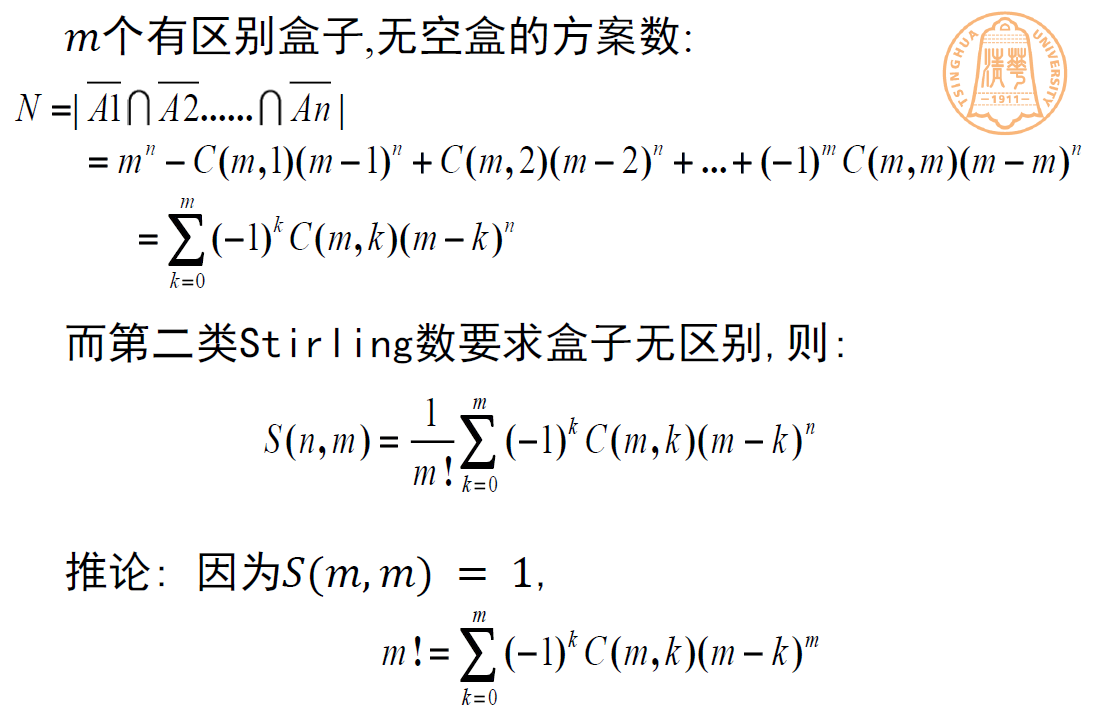 m个有区别盒子,无空盒的方案数:
TSINGHUA UNIVERSITY
清華
1911
N =| \overline{A1} ⋂ \overline{A2}......⋂ \overline{An} |
= m^n − C(m,1)(m−1)^n + C(m,2)(m−2)^n + ... + (−1)^m C(m,m)(m−m)^n
= \sum_{k=0}^{m} (−1)^k C(m,k)(m−k)^n
而第二类Stirling数要求盒子无区别,则:
S(n,m) = \frac{1}{m!} \sum_{k=0}^{m} (−1)^k C(m,k)(m−k)^n
推论: 因为S(m,m) = 1,
m! = \sum_{k=0}^{m} (−1)^k C(m,k)(m−k)^m